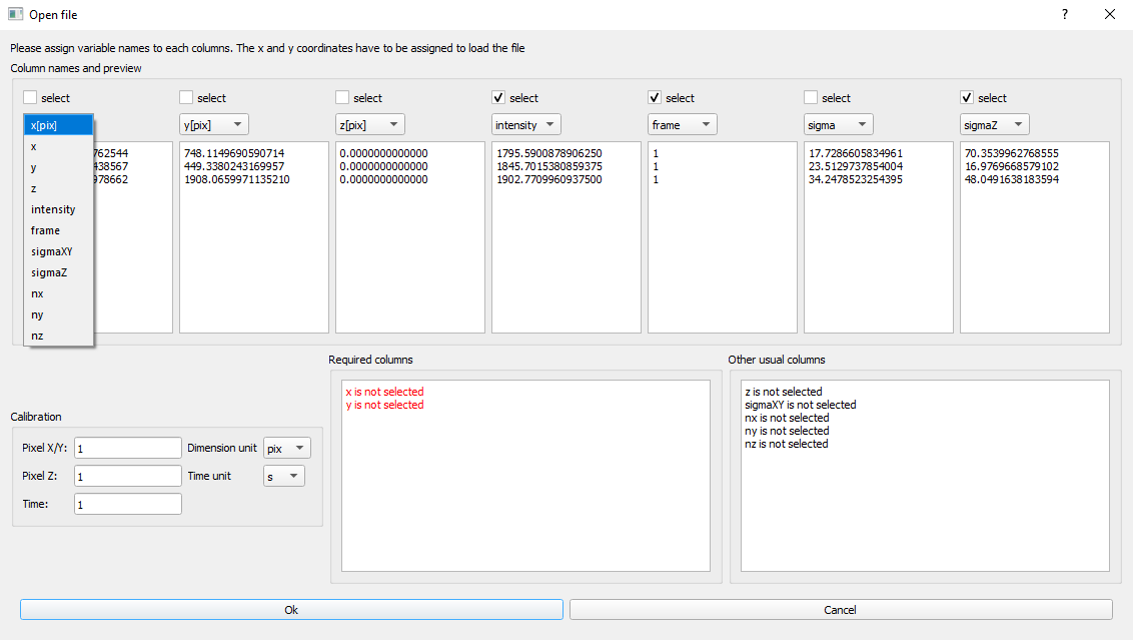 Open file
?
Please assign variable names to each columns. The x and y coordinates have to be assigned to load the file
Column names and preview
select select select select select select select
x[pix] y[pix] z[pix] intensity frame sigma sigmaZ
x
y
z
intensity
frame
sigmaXY
sigmaZ
nx
ny
nz
762544 748.1149690590714 0.0000000000000 1795.5900878906250 1 17.7286605834961 70.3539962768555
438567 449.3380243169957 0.0000000000000 1845.7015380859375 1 23.5129737854004 16.9769668579102
978662 1908.0659971135210 0.0000000000000 1902.7709960937500 1 34.2478523254395 48.0491638183594
Required columns
x is not selected
y is not selected
Other usual columns
z is not selected
sigmaXY is not selected
nx is not selected
ny is not selected
nz is not selected
Calibration
Pixel X/Y: 1 Dimension unit pix
Pixel Z: 1 Time unit s
Time: 1
Ok Cancel